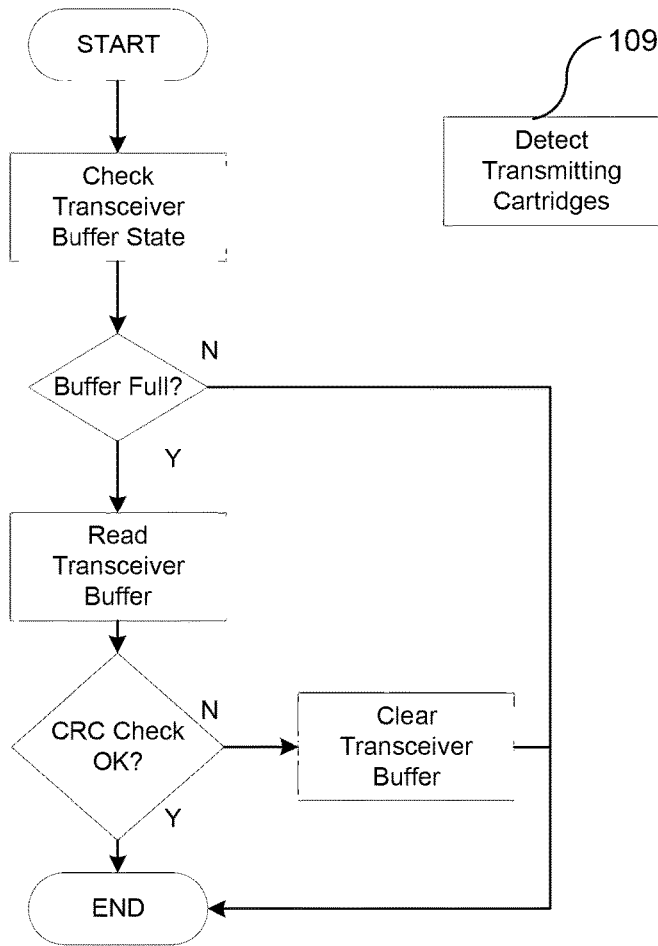 START
109
Detect
Transmitting
Cartridges
Check
Transceiver
Buffer State
Buffer Full?
N
Y
Read
Transceiver
Buffer
CRC Check
OK?
N
Y
Clear
Transceiver
Buffer
END